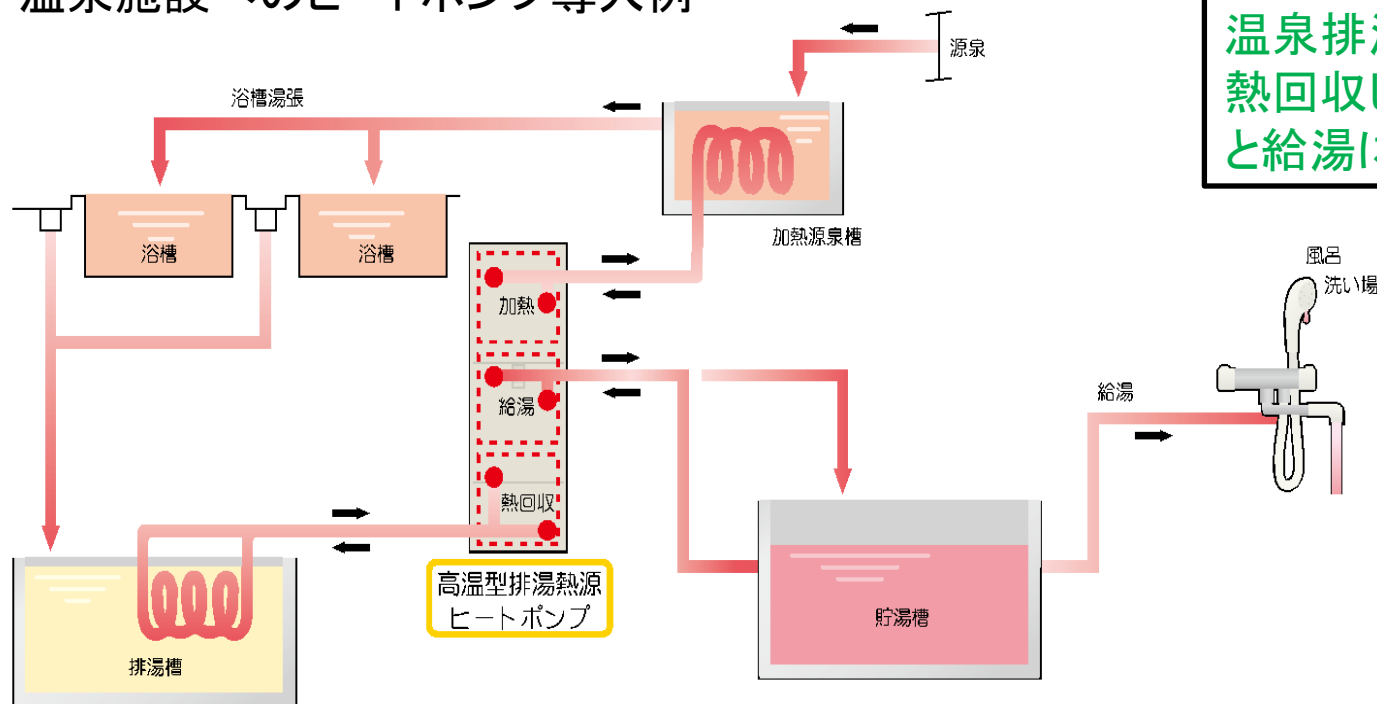 温泉施設へのヒートポンプ導入例
温泉排
熱回収
と給湯
源泉
浴槽湯張
加熱源泉槽
浴槽
浴槽
風呂
洗い場
加熱
給湯
給湯
熱回収
高温型排湯熱源
ヒートポンプ
貯湯槽
排湯槽